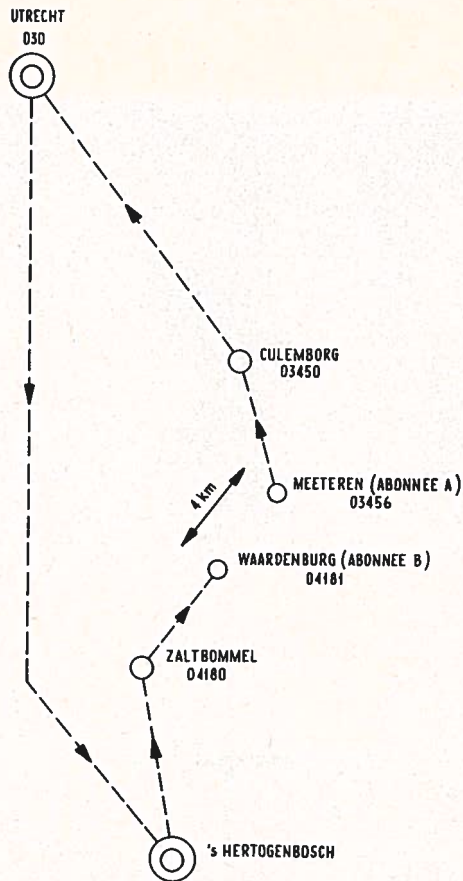 UTRECHT
030
CULEMBORG
03450
4 km
MEETEREN (ABONNEE A)
03456
WAARDENBURG (ABONNEE B)
04181
ZALTBOMMEL
04180
's HERTOGENBOSCH